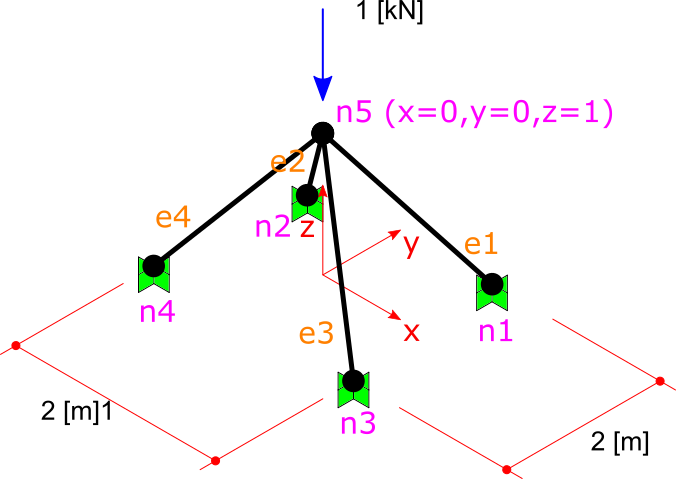 1 [kN]
n5 (x=0,y=0,z=1)
e2
e4
n2
z
y
e1
n4
e3
x
n1
2 [m]1
n3
2 [m]